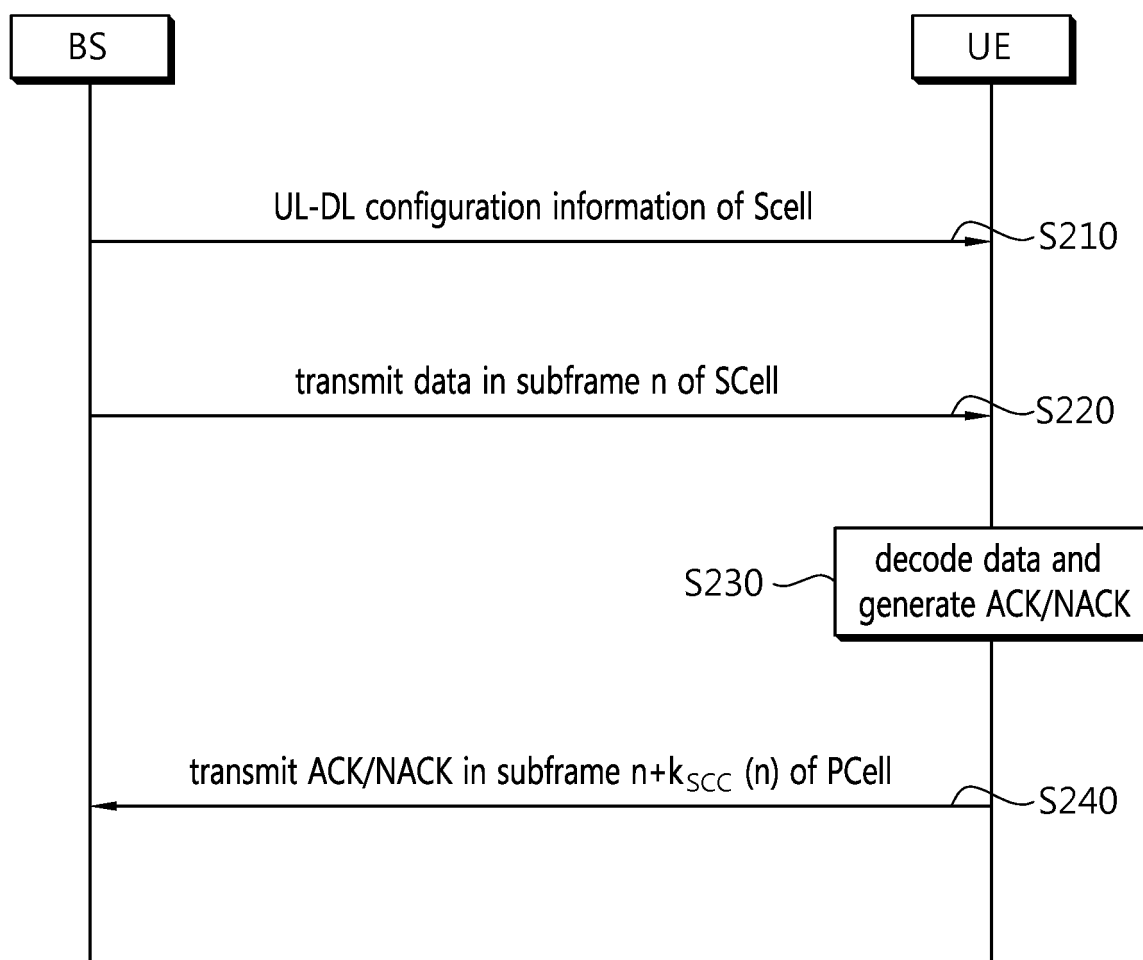 BS
UE
UL-DL configuration information of Scell
S210
transmit data in subframe n of SCell
S220
decode data and
generate ACK/NACK
S230
transmit ACK/NACK in subframe n+kSCC (n) of PCell
S240